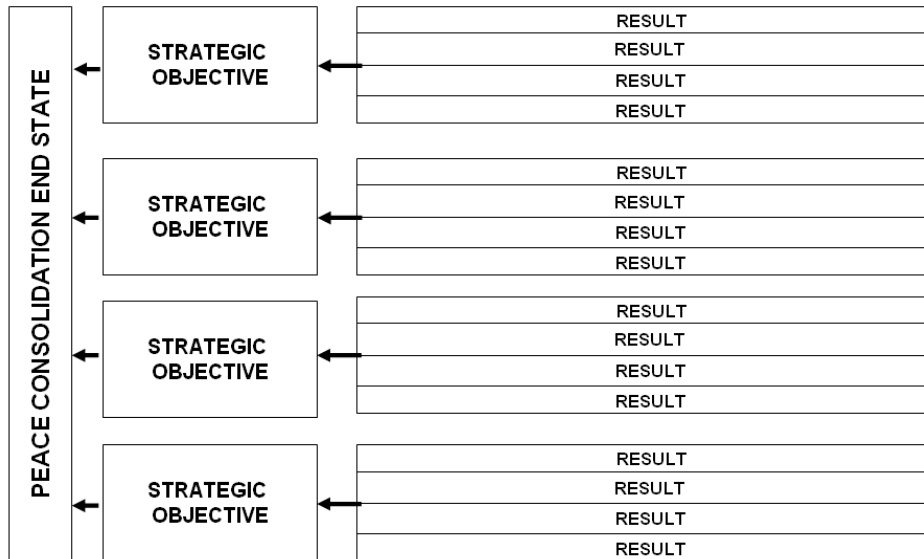 PEACE CONSOLIDATION END STATE
STRATEGIC
OBJECTIVE
RESULT
RESULT
RESULT
RESULT
STRATEGIC
OBJECTIVE
RESULT
RESULT
RESULT
RESULT
STRATEGIC
OBJECTIVE
RESULT
RESULT
RESULT
RESULT
STRATEGIC
OBJECTIVE
RESULT
RESULT
RESULT
RESULT